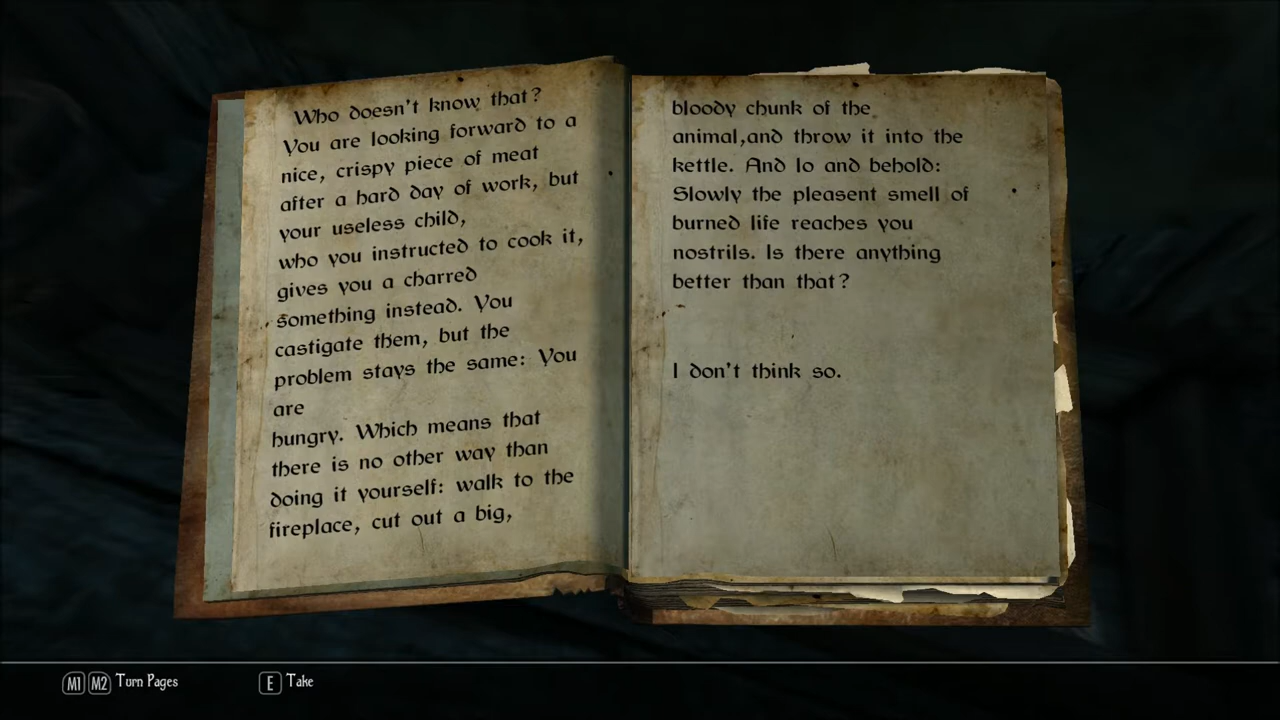 Who doesn't know that?
You are looking forward to a
nice, crispy piece of meat
after a hard day of work, but
your useless child,
who you instructed to cook it,
gives you a charred
something instead. You
castigate them, but the
problem stays the same: You
are
hungry. Which means that
there is no other way than
doing it yourself: walk to the
fireplace, cut out a big,
bloody chunk of the
animal,and throw it into the
kettle. And lo and behold:
Slowly the pleasent smell of
burned life reaches you
nostrils. Is there anything
better than that?
I don't think so.
M1 M2 Turn Pages
E Take